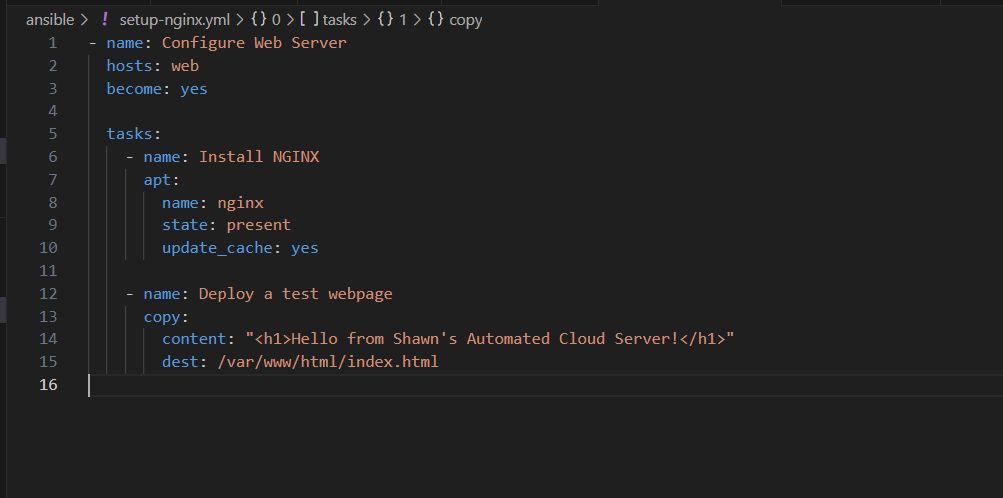 ansible > ! setup-nginx.yml > {} 0 > [ ] tasks > {} 1 > {} copy
1 - name: Configure Web Server
2   hosts: web
3   become: yes
4
5   tasks:
6     - name: Install NGINX
7       apt:
8         name: nginx
9         state: present
10         update_cache: yes
11
12     - name: Deploy a test webpage
13       copy:
14         content: "<h1>Hello from Shawn's Automated Cloud Server!</h1>"
15         dest: /var/www/html/index.html
16